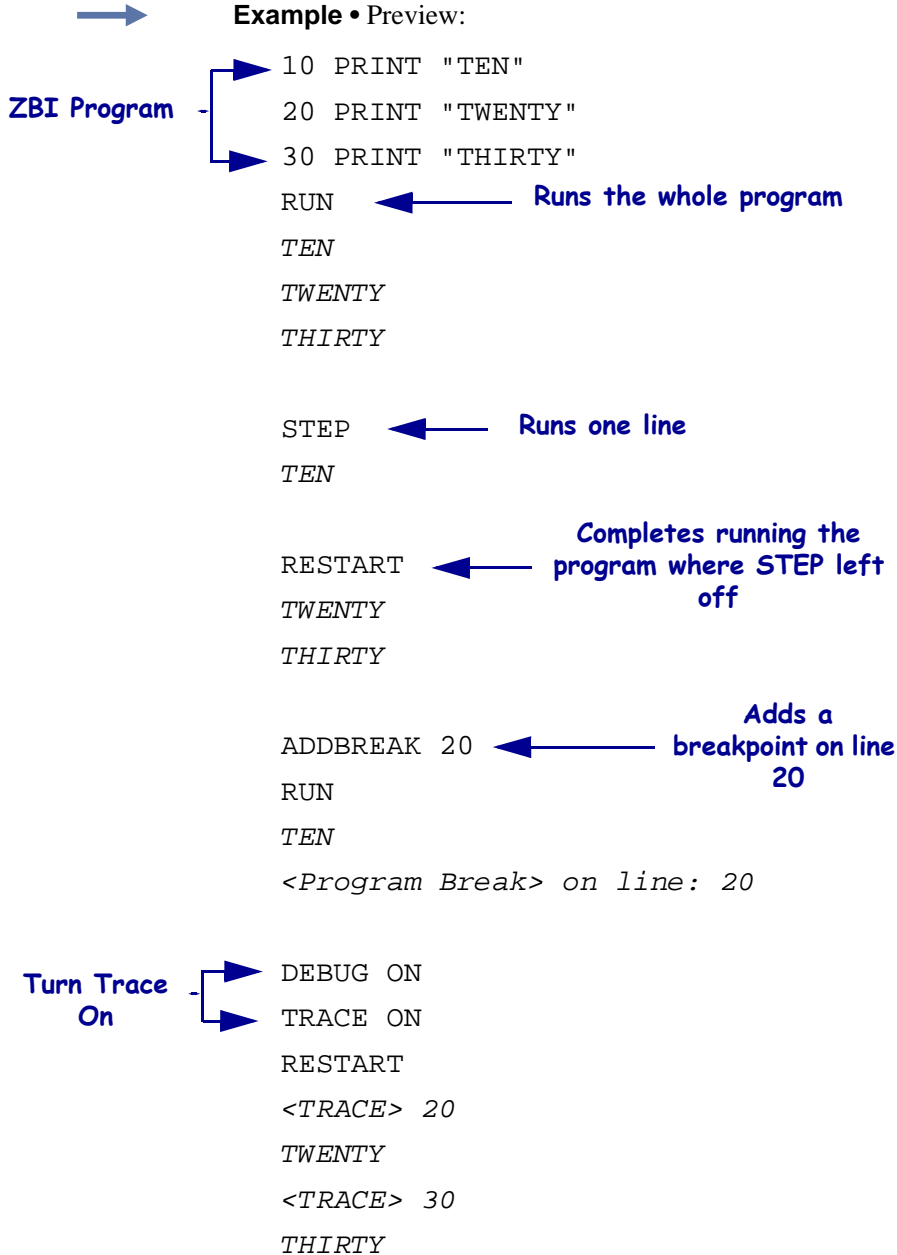 Example • Preview:
10 PRINT "TEN"
ZBI Program
20 PRINT "TWENTY"
30 PRINT "THIRTY"
RUN
Runs the whole program
TEN
TWENTY
THIRTY
STEP
Runs one line
TEN
RESTART
Completes running the
program where STEP left
off
TWENTY
THIRTY
ADDBREAK 20
Adds a
breakpoint on line
20
RUN
TEN
<Program Break> on line: 20
Turn Trace
On
DEBUG ON
TRACE ON
RESTART
<TRACE> 20
TWENTY
<TRACE> 30
THIRTY